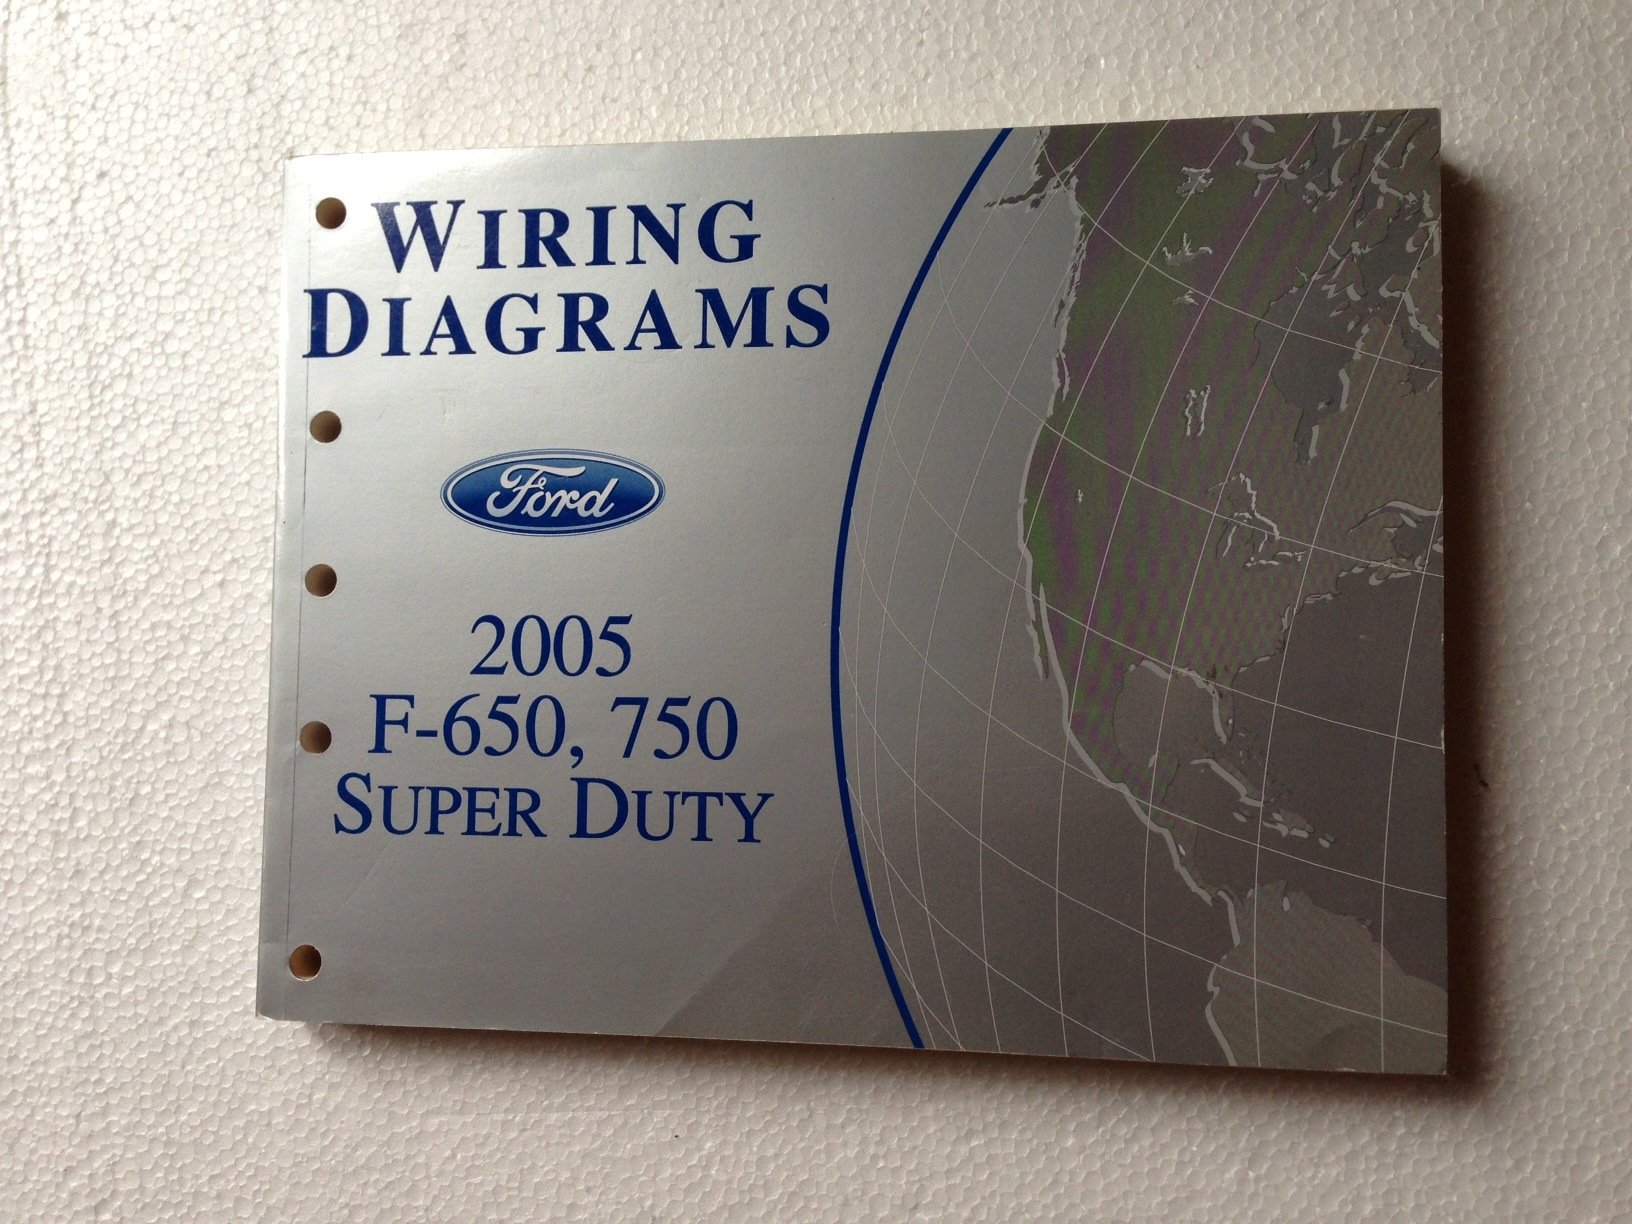 WIRING
DIAGRAMS
Ford
2005
F-650, 750
SUPER DUTY